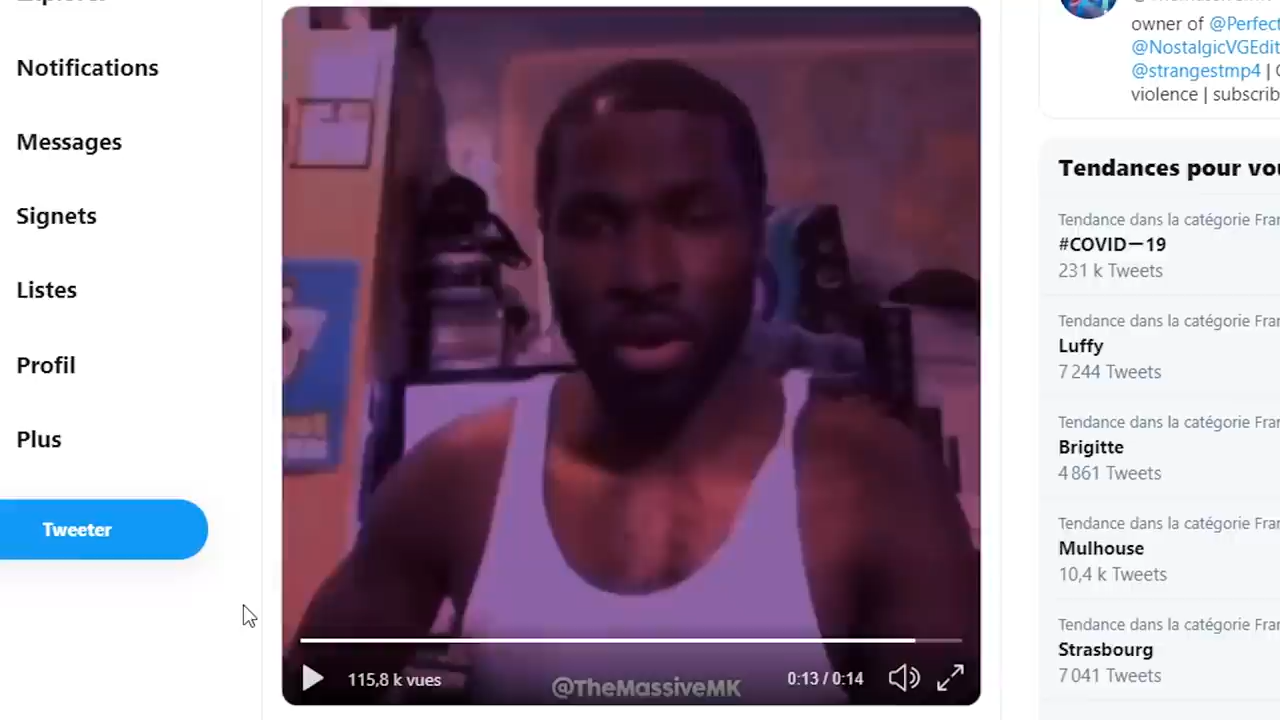 Notifications
Messages
Signets
Listes
Profil
Plus
Tweeter
115,8 k vues
@TheMassiveMK
0:13 / 0:14
owner of @Perfect
@NostalgicVGEdit
@strangestmp4 |
violence | subscrib
Tendances pour vou
Tendance dans la catégorie Fran
#COVID—19
231 k Tweets
Tendance dans la catégorie Fran
Luffy
7 244 Tweets
Tendance dans la catégorie Fran
Brigitte
4 861 Tweets
Tendance dans la catégorie Fran
Mulhouse
10,4 k Tweets
Tendance dans la catégorie Fran
Strasbourg
7 041 Tweets